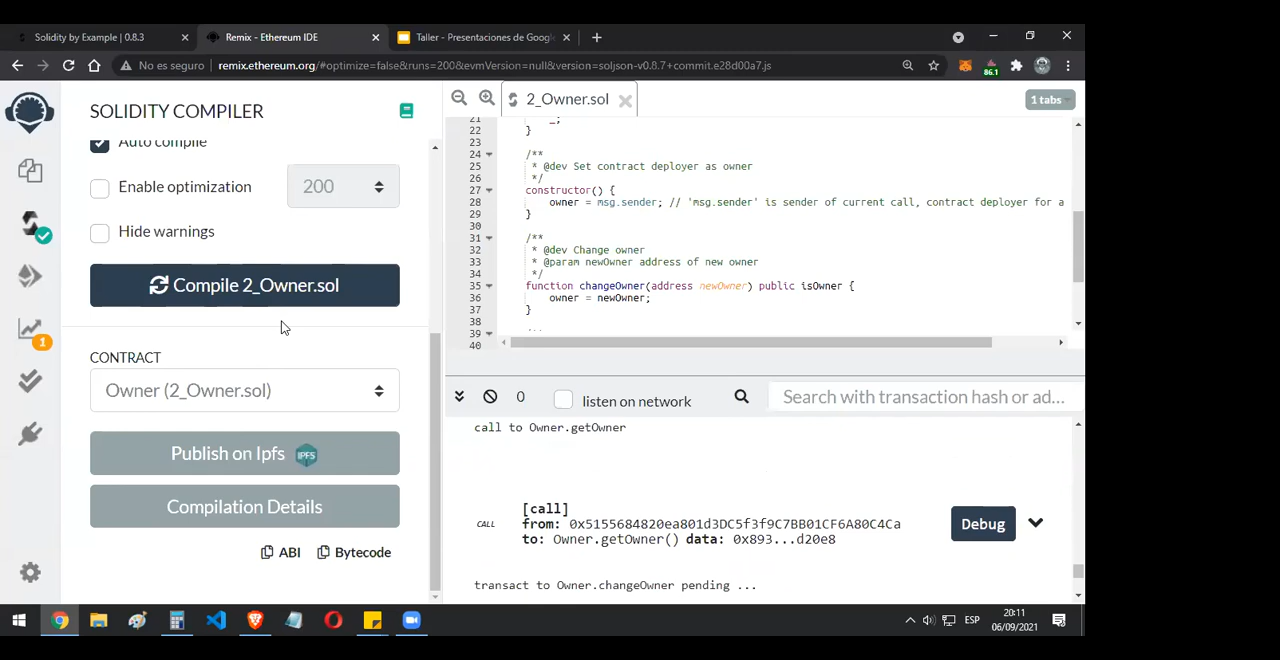 Solidity by Example | 0.8.3
Remix - Ethereum IDE
Taller - Presentaciones de Google
No es seguro
remix.ethereum.org/#optimize=false&runs=200&evmVersion=null&version=soljson-v0.8.7+commit.e28d00a7.js
86.1
SOLIDITY COMPILER
2_Owner.sol
1 tabs
Auto compile
Enable optimization
200
Hide warnings
Compile 2_Owner.sol
1
CONTRACT
Owner (2_Owner.sol)
Publish on Ipfs
IPFS
Compilation Details
ABI
Bytecode
21 _;
22 }
23
24 /**
25 * @dev Set contract deployer as owner
26 */
27 constructor() {
28 owner = msg.sender; // 'msg.sender' is sender of current call, contract deployer for a
29 }
30
31 /**
32 * @dev Change owner
33 * @param newOwner address of new owner
34 */
35 function changeOwner(address newOwner) public isOwner {
36 owner = newOwner;
37 }
38
39
40
0
listen on network
Search with transaction hash or ad...
call to Owner.getOwner
CALL
[call]
from: 0x5155684820ea801d3DC5f3f9C7BB01CF6A80C4Ca
to: Owner.getOwner() data: 0x893...d20e8
Debug
transact to Owner.changeOwner pending ...
ESP
20:11
06/09/2021